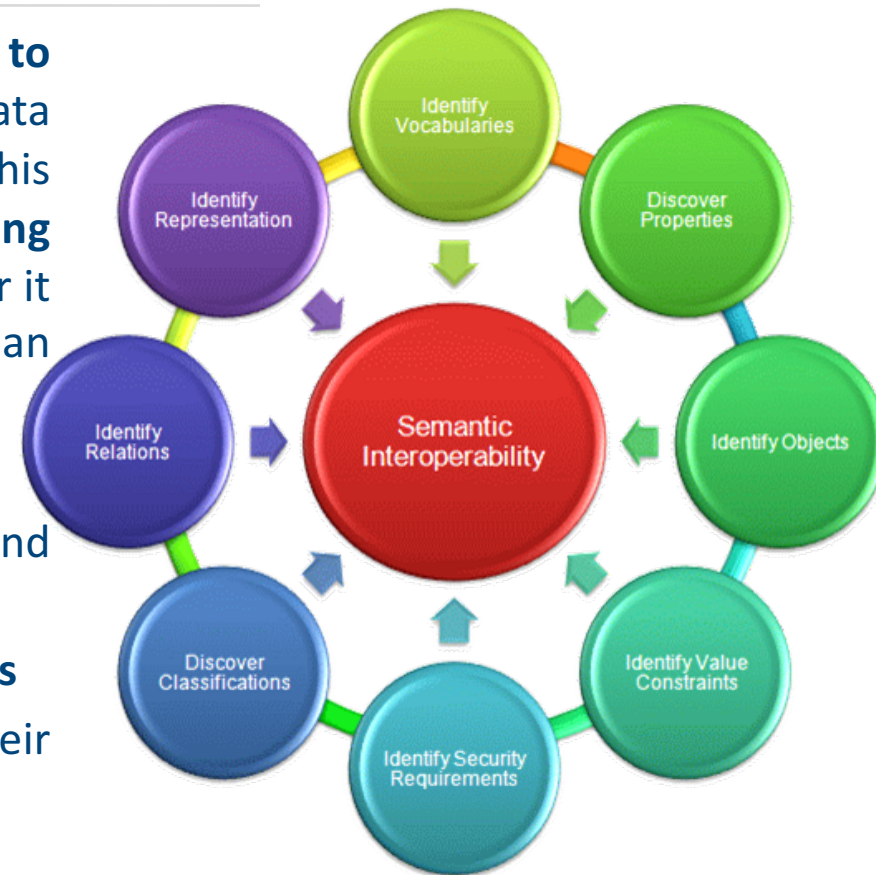 to
ata
his
ing
r it
an
nd
s
eir
Identify
Vocabularies
Discover
Properties
Identify Objects
Identify Value
Constraints
Identify Security
Requirements
Discover
Classifications
Identify
Relations
Identify
Representation
Semantic
Interoperability